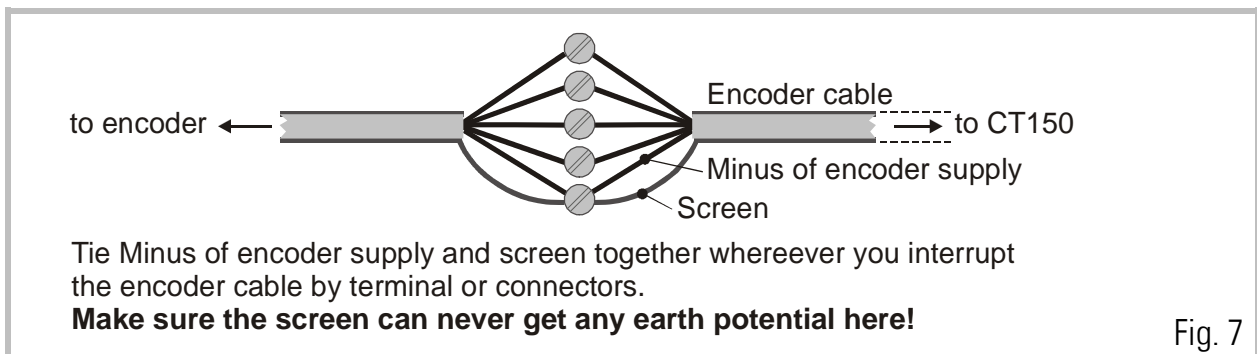 Encoder cable
to encoder
to CT150
Minus of encoder supply
Screen
Tie Minus of encoder supply and screen together whereever you interrupt
the encoder cable by terminal or connectors.
Make sure the screen can never get any earth potential here!
Fig. 7